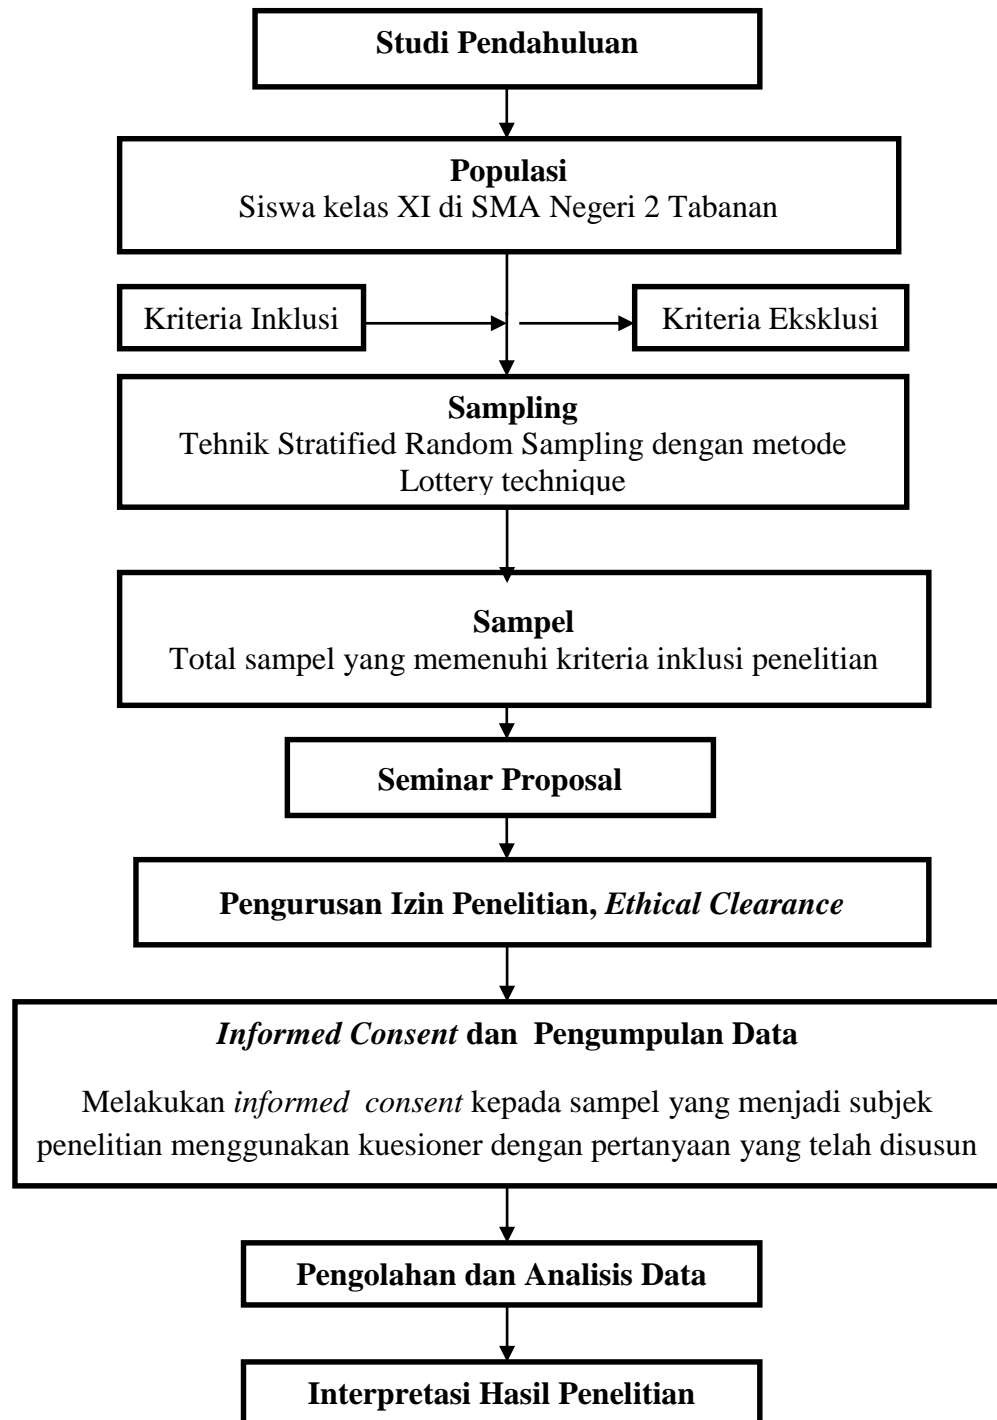 Studi Pendahuluan
Populasi
Siswa kelas XI di SMA Negeri 2 Tabanan
Kriteria Inklusi
Kriteria Eksklusi
Sampling
Tehnik Stratified Random Sampling dengan metode
Lottery technique
Sampel
Total sampel yang memenuhi kriteria inklusi penelitian
Seminar Proposal
Pengurusan Izin Penelitian, Ethical Clearance
Informed Consent dan Pengumpulan Data
Melakukan informed consent kepada sampel yang menjadi subjek
penelitian menggunakan kuesioner dengan pertanyaan yang telah disusun
Pengolahan dan Analisis Data
Interpretasi Hasil Penelitian